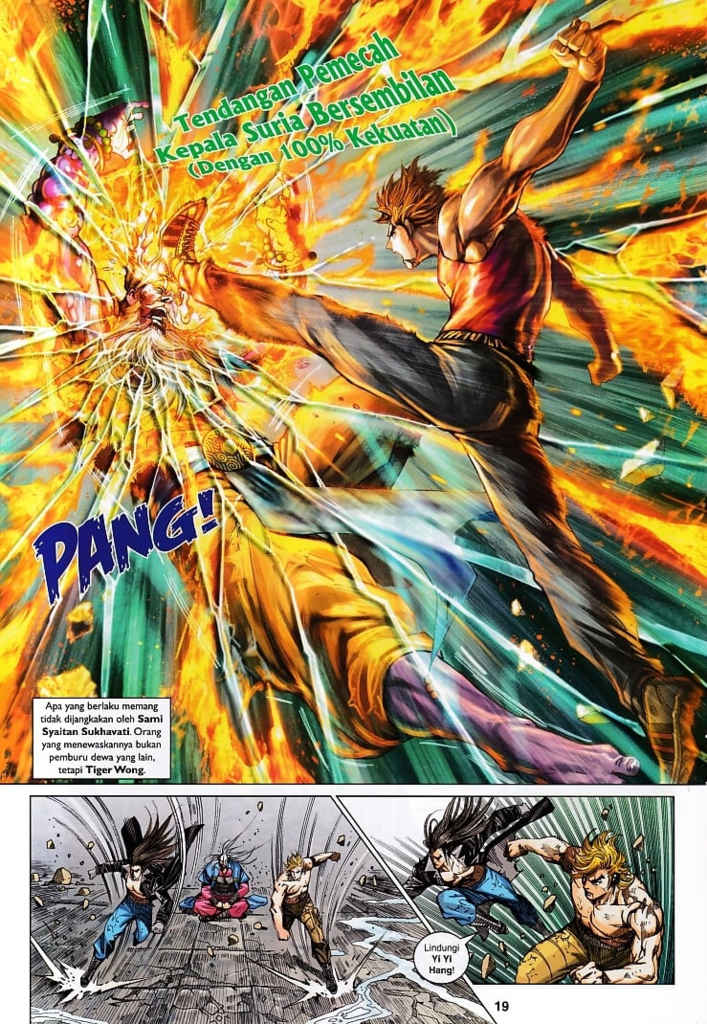 Tendangan Pemecah
Kepala Suria Bersembilan
(Dengan 100% Kekuatan)
PANG!
Apa yang berlaku memang
tidak dijangkakan oleh Sami
Syaitan Sukhavati. Orang
yang menewaskannya bukan
pemburu dewa yang lain,
tetapi Tiger Wong.
Lindungi
Yi Yi
Hang!
19